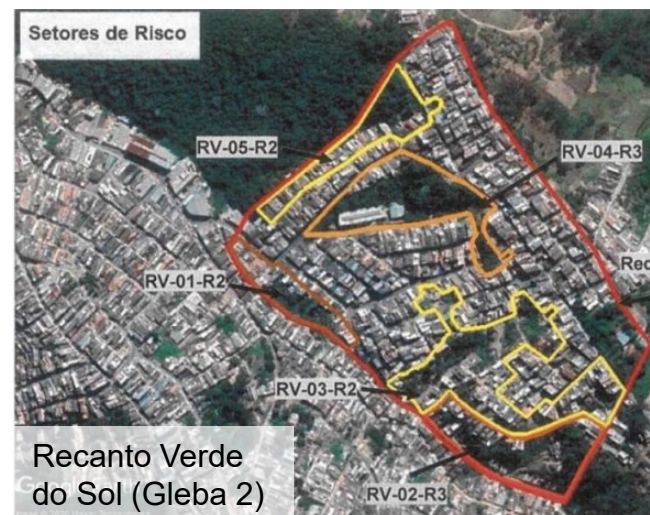 Setores de Risco
RV-05-R2
RV-04-R3
RV-01-R2
Rec
RV-03-R2
Recanto Verde
do Sol (Gleba 2)
RV-02-R3